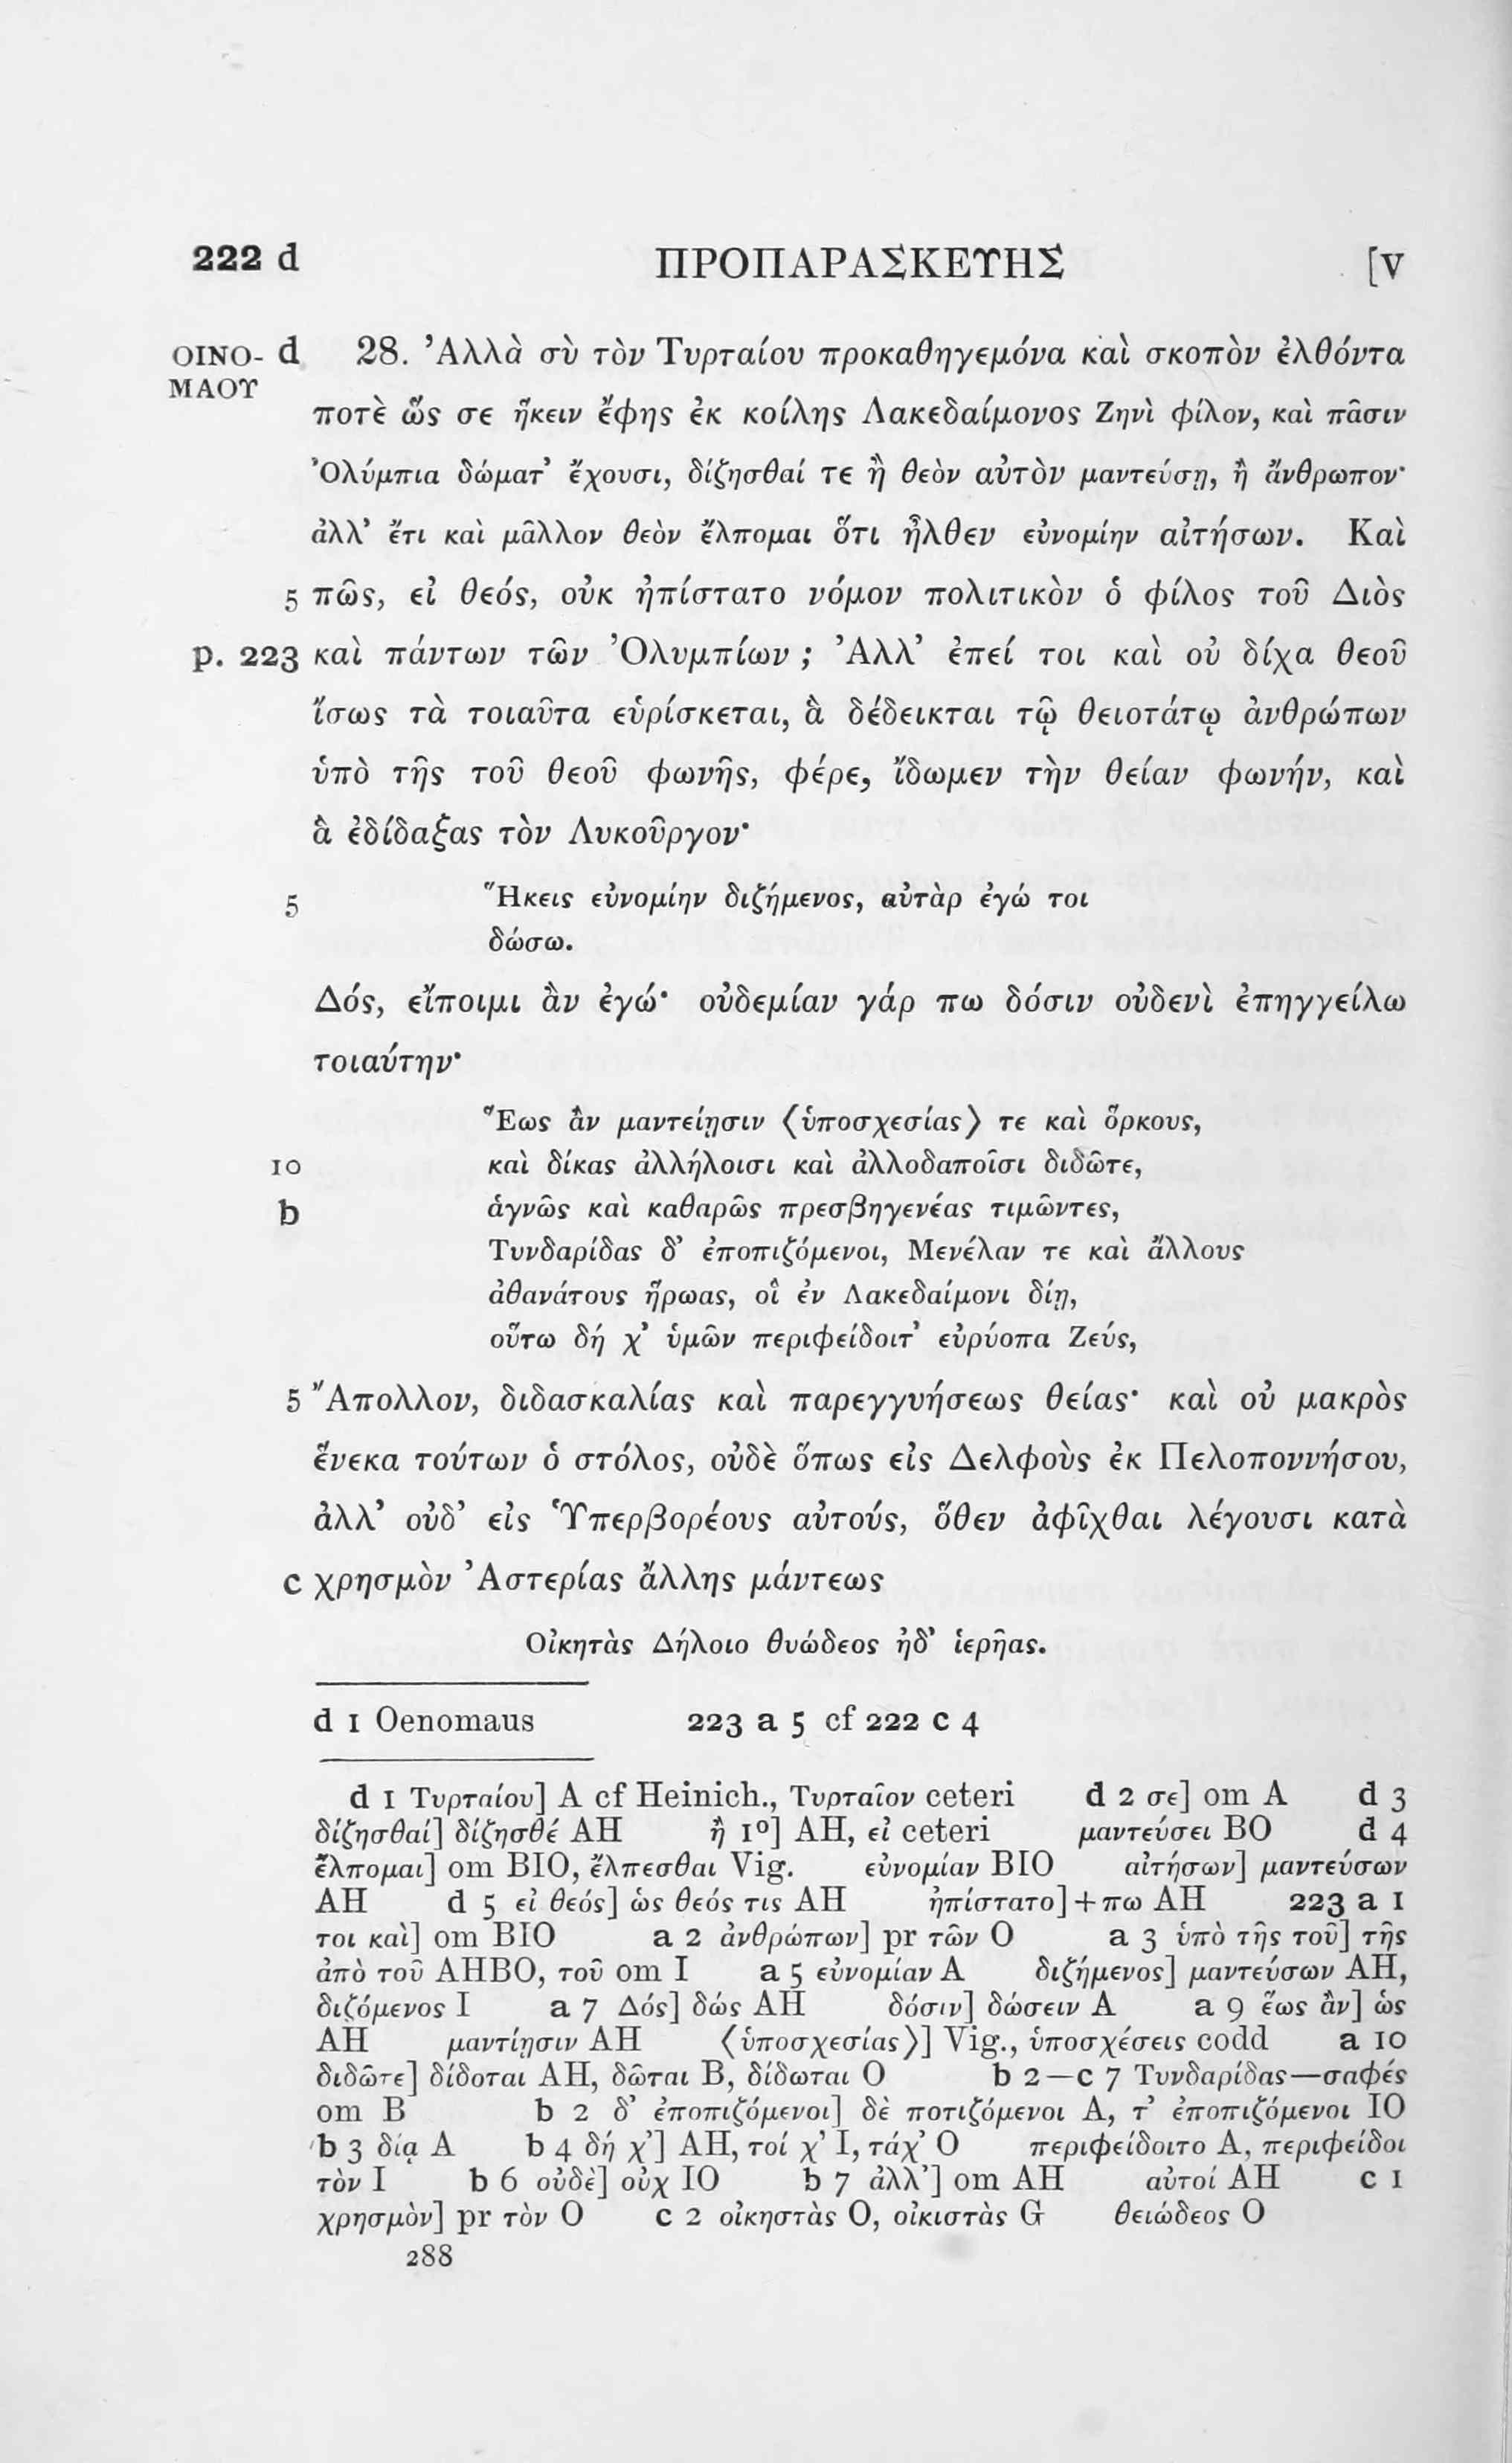 222 d ΠΡΟΠΑΡΑΣΚΕΥΗΣ [V
ΟΙΝΟ- d 28. Ἀλλὰ σὺ τὸν Τυρταίου προκαθηγεμόνα καὶ σκοπὸν ἐλθόντα
ΜΑΟΥ
ποτὲ ὥς σε ἥκειν ἔφης ἐκ κοίλης Λακεδαίμονος Ζηνὶ φίλον, καὶ πᾶσιν
Ὀλύμπια δώματ’ ἔχουσι, δίζησθαί τε ἢ θεὸν αὐτὸν μαντεύσῃ, ἢ ἄνθρωπον·
ἀλλ’ ἔτι καὶ μᾶλλον θεὸν ἔλπομαι ὅτι ἦλθεν εὐνομίην αἰτήσων. Καὶ
5 πῶς, εἰ θεός, οὐκ ἠπίστατο νόμον πολιτικὸν ὁ φίλος τοῦ Διὸς
p. 223 καὶ πάντων τῶν Ὀλυμπίων ; Ἀλλ’ ἐπεί τοι καὶ οὐ δίχα θεοῦ
ἴσως τὰ τοιαῦτα εὑρίσκεται, ἃ δέδεικται τῷ θειοτάτῳ ἀνθρώπων
ὑπὸ τῆς τοῦ θεοῦ φωνῆς, φέρε, ἴδωμεν τὴν θείαν φωνήν, καὶ
ἃ ἐδίδαξας τὸν Λυκοῦργον·
5 Ἥκεις εὐνομίην διζήμενος, αὐτὰρ ἐγώ τοι
δώσω.
Δός, εἴποιμι ἂν ἐγώ· οὐδεμίαν γάρ πω δόσιν οὐδενὶ ἐπηγγείλω
τοιαύτην·
Ἕως ἂν μαντείῃσιν ⟨ὑποσχεσίας⟩ τε καὶ ὅρκους,
10 καὶ δίκας ἀλλήλοισι καὶ ἀλλοδαποῖσι διδῶτε,
b ἁγνῶς καὶ καθαρῶς πρεσβηγενέας τιμῶντες,
Τυνδαρίδας δ’ ἐποπιζόμενοι, Μενέλαν τε καὶ ἄλλους
ἀθανάτους ἥρωας, οἳ ἐν Λακεδαίμονι δίῃ,
οὕτω δή χ’ ὑμῶν περιφείδοιτ’ εὐρύοπα Ζεύς,
5 Ἄπολλον, διδασκαλίας καὶ παρεγγυήσεως θείας· καὶ οὐ μακρὸς
ἕνεκα τούτων ὁ στόλος, οὐδὲ ὅπως εἰς Δελφοὺς ἐκ Πελοποννήσου,
ἀλλ’ οὐδ’ εἰς Ὑπερβορέους αὐτούς, ὅθεν ἀφῖχθαι λέγουσι κατὰ
c χρησμὸν Ἀστερίας ἄλλης μάντεως
Οἰκητὰς Δήλοιο θυώδεος ἠδ’ ἱερῆας.
d 1 Oenomaus 223 a 5 cf 222 c 4
d 1 Τυρταίου] A cf Heinich., Τυρταῖον ceteri d 2 σε] om A d 3
δίζησθαί] δίζησθέ AH ἢ 1º] AH, εἰ ceteri μαντεύσει BO d 4
ἔλπομαι] om BIO, ἔλπεσθαι Vig. εὐνομίαν BIO αἰτήσων] μαντεύσων
AH d 5 εἰ θεός] ὡς θεός τις AH ἠπίστατο]+πω AH 223 a 1
τοι καὶ] om BIO a 2 ἀνθρώπων] pr τῶν O a 3 ὑπὸ τῆς τοῦ] τῆς
ἀπὸ τοῦ AHBO, τοῦ om I a 5 εὐνομίαν A διζήμενος] μαντεύσων AH,
διζόμενος I a 7 Δός] δώς AH δόσιν] δώσειν A a 9 ἕως ἂν] ὡς
AH μαντίῃσιν AH ⟨ὑποσχεσίας⟩] Vig., ὑποσχέσεις codd a 10
διδῶτε] δίδοται AH, δῶται B, δίδωται O b 2—c 7 Τυνδαρίδας—σαφές
om B b 2 δ’ ἐποπιζόμενοι] δὲ ποτιζόμενοι A, τ’ ἐποπιζόμενοι IO
b 3 δίᾳ A b 4 δή χ’] AH, τοί χ’ I, τάχ’ O περιφείδοιτο A, περιφείδοι
τὸν I b 6 οὐδὲ] οὐχ IO b 7 ἀλλ’] om AH αὐτοί AH c 1
χρησμὸν] pr τὸν O c 2 οἰκηστὰς O, οἰκιστὰς G θειώδεος O
288